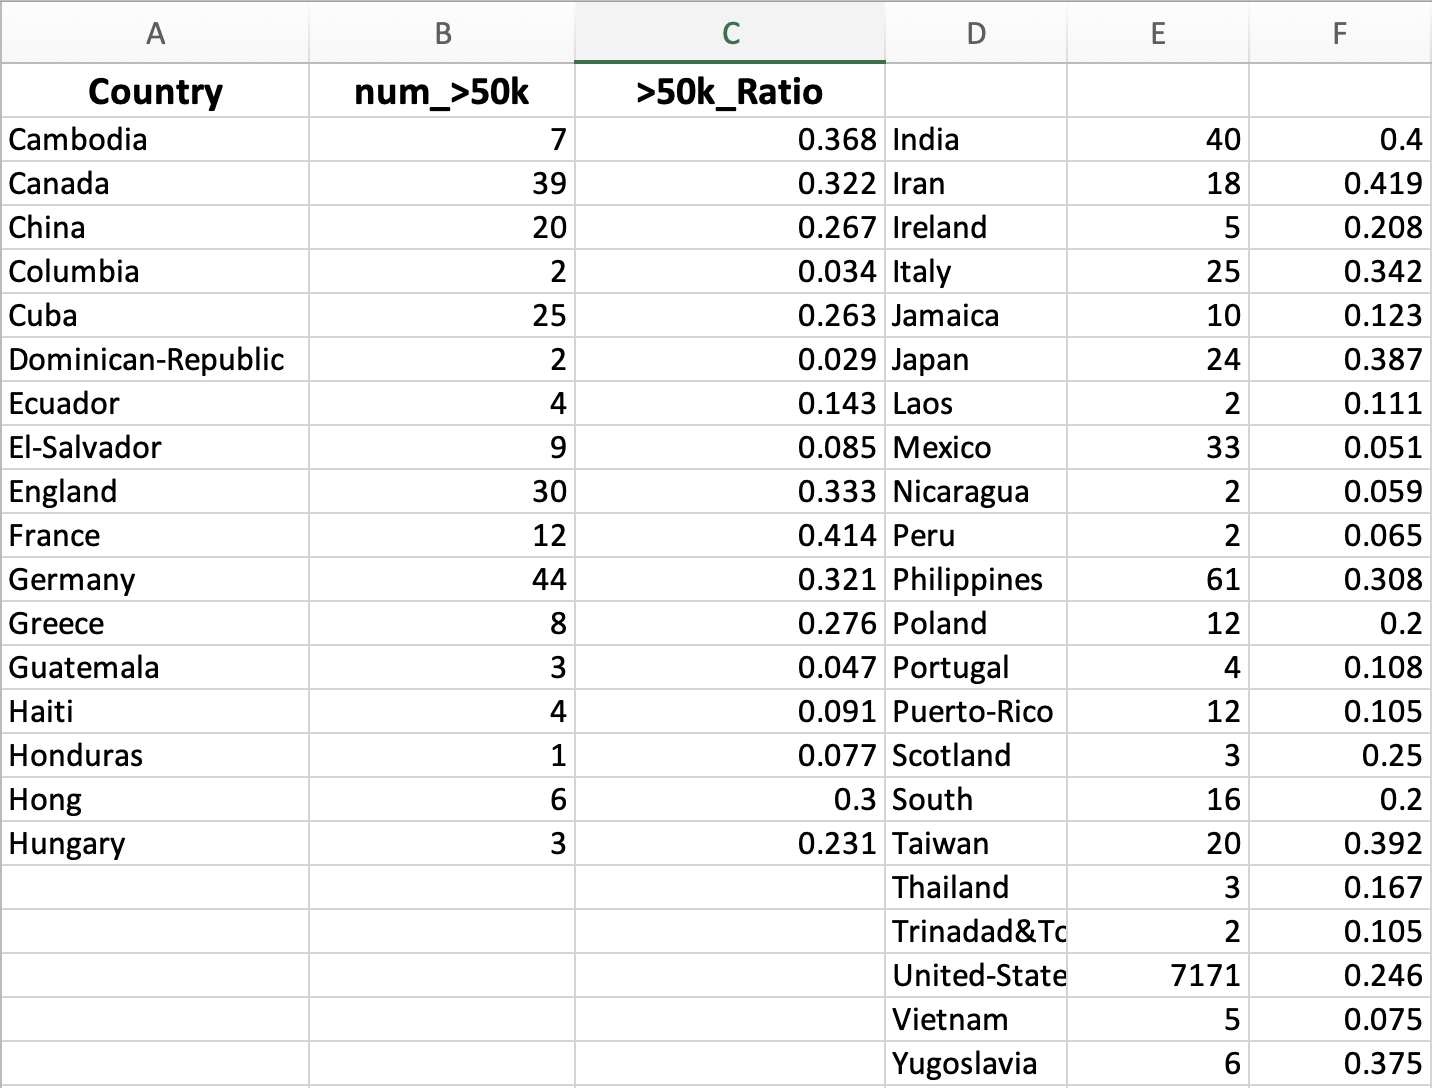 A B C D E F
Country num_>50k >50k_Ratio
Cambodia 7 0.368 India 40 0.4
Canada 39 0.322 Iran 18 0.419
China 20 0.267 Ireland 5 0.208
Columbia 2 0.034 Italy 25 0.342
Cuba 25 0.263 Jamaica 10 0.123
Dominican-Republic 2 0.029 Japan 24 0.387
Ecuador 4 0.143 Laos 2 0.111
El-Salvador 9 0.085 Mexico 33 0.051
England 30 0.333 Nicaragua 2 0.059
France 12 0.414 Peru 2 0.065
Germany 44 0.321 Philippines 61 0.308
Greece 8 0.276 Poland 12 0.2
Guatemala 3 0.047 Portugal 4 0.108
Haiti 4 0.091 Puerto-Rico 12 0.105
Honduras 1 0.077 Scotland 3 0.25
Hong 6 0.3 South 16 0.2
Hungary 3 0.231 Taiwan 20 0.392
Thailand 3 0.167
Trinadad&Tc 2 0.105
United-State 7171 0.246
Vietnam 5 0.075
Yugoslavia 6 0.375